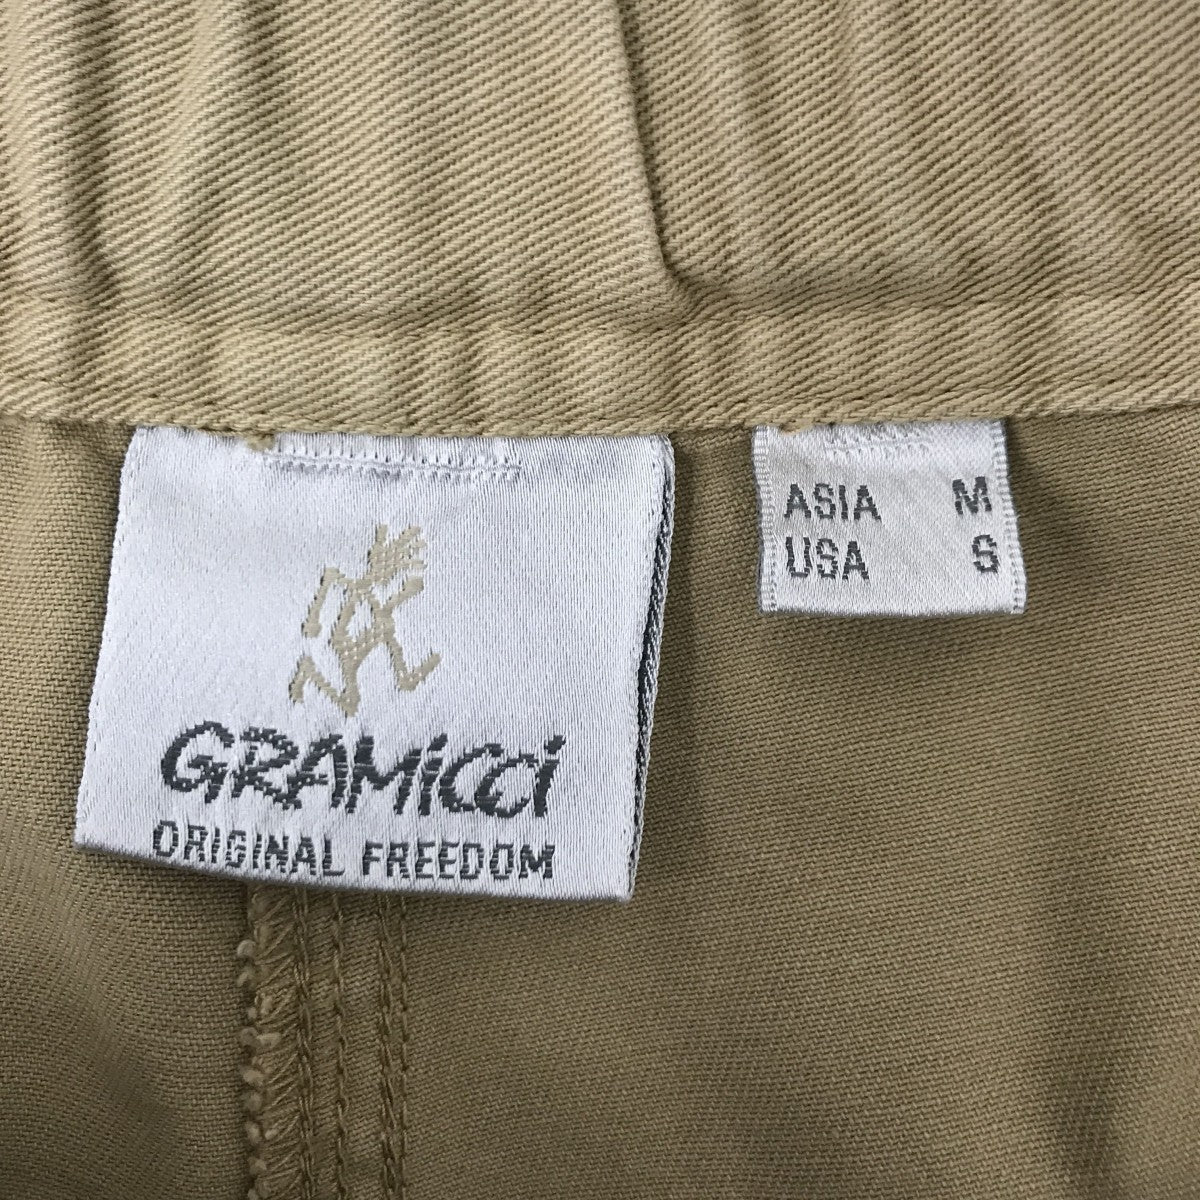 GRAMiCCi
ORIGINAL FREEDOM
ASIA M
USA S